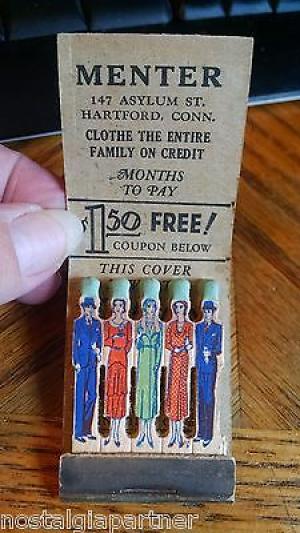 MENTER
147 ASYLUM ST.
HARTFORD, CONN.
CLOTHE THE ENTIRE
FAMILY ON CREDIT
MONTHS
TO PAY
$1.50 FREE!
COUPON BELOW
THIS COVER
nostalgiapartner